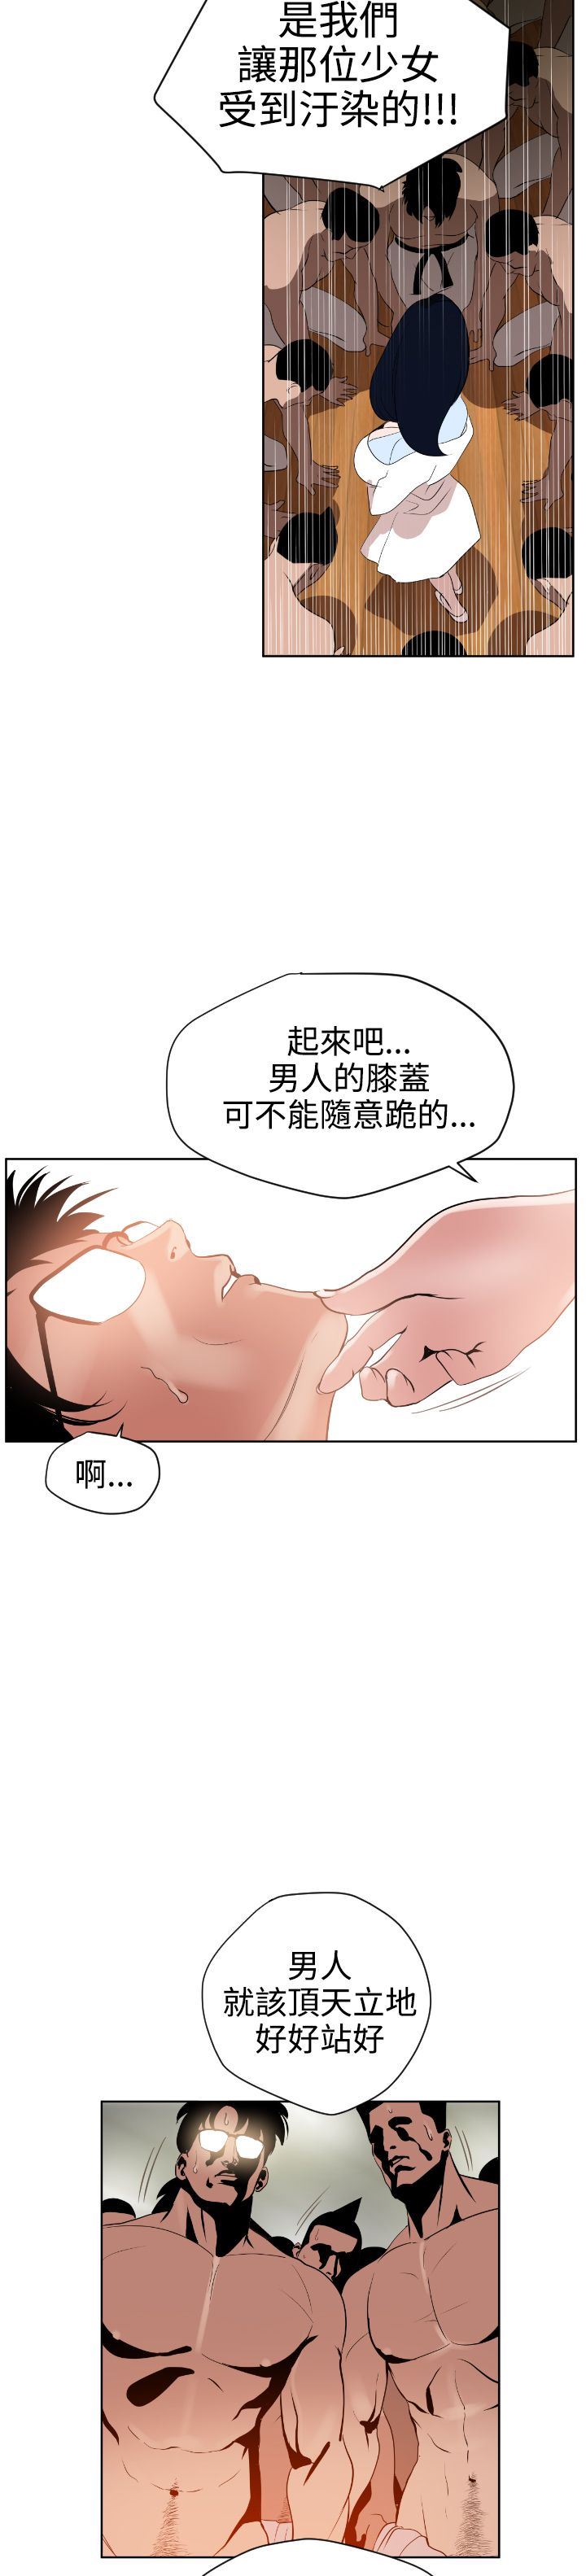 是我們
讓那位少女
受到汙染的!!!
起來吧...
男人的膝蓋
可不能隨意跪的...
啊...
男人
就該頂天立地
好好站好